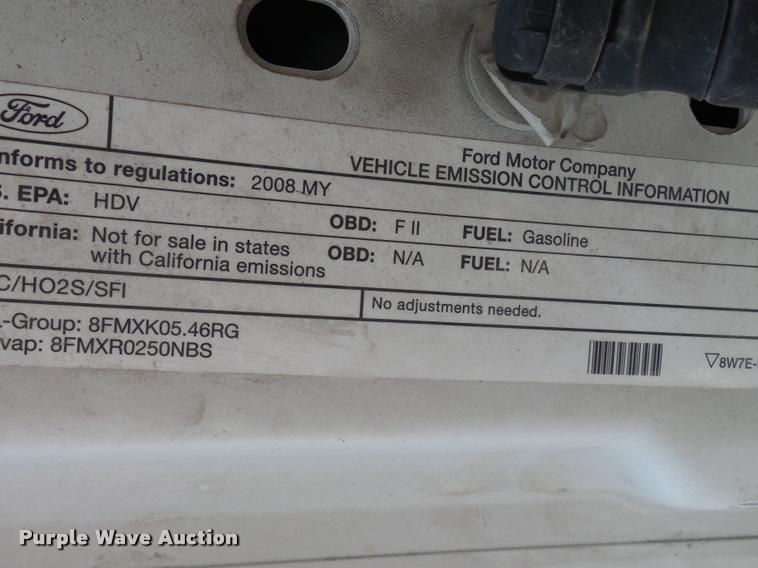 Ford
Ford Motor Company
VEHICLE EMISSION CONTROL INFORMATION
nforms to regulations: 2008 MY
S. EPA: HDV OBD: F II FUEL: Gasoline
ifornia: Not for sale in states with California emissions OBD: N/A FUEL: N/A
C/HO2S/SFI
No adjustments needed.
-Group: 8FMXK05.46RG
vap: 8FMXR0250NBS
▽8W7E-
Purple Wave Auction